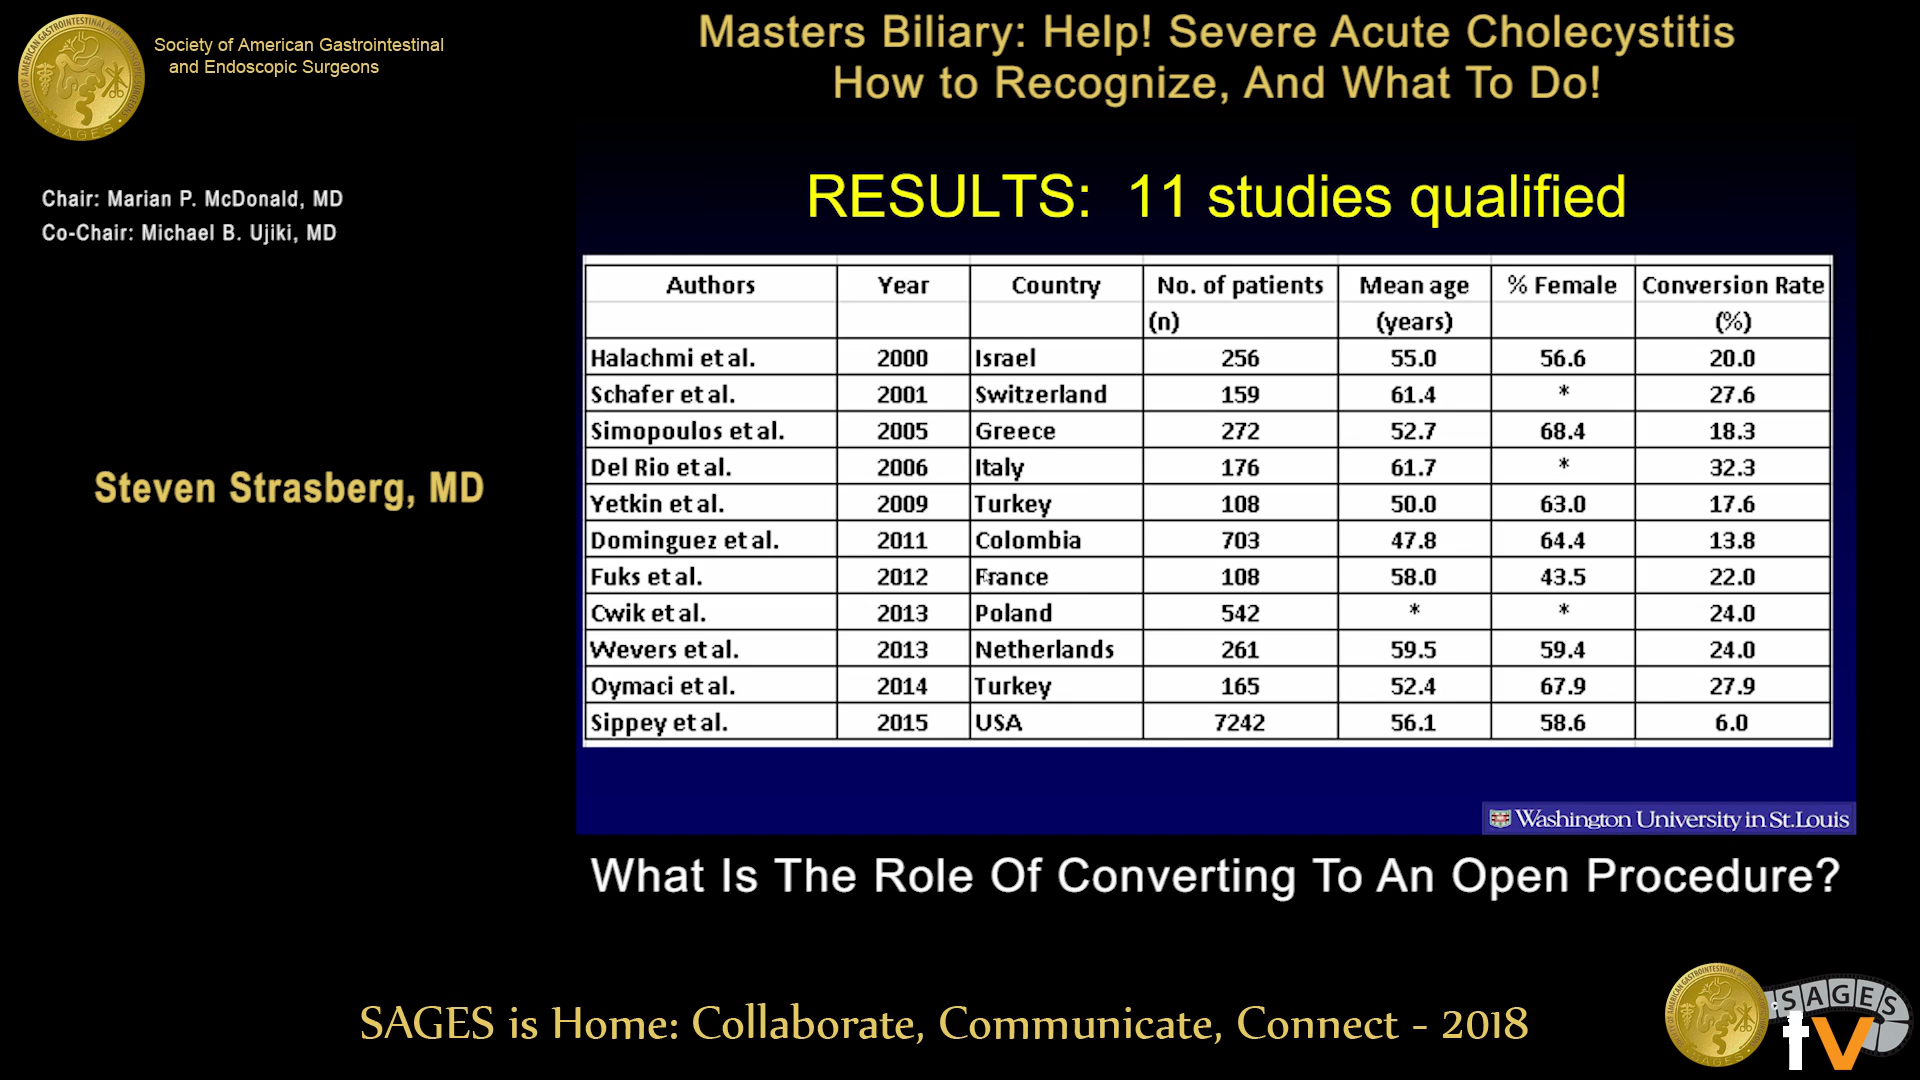 Society of American Gastrointestinal
and Endoscopic Surgeons
Masters Biliary: Help! Severe Acute Cholecystitis
How to Recognize, And What To Do!
Chair: Marian P. McDonald, MD
Co-Chair: Michael B. Ujiki, MD
Steven Strasberg, MD
RESULTS: 11 studies qualified
Authors Year Country No. of patients Mean age % Female Conversion Rate
(n) (years) (%)
Halachmi et al. 2000 Israel 256 55.0 56.6 20.0
Schafer et al. 2001 Switzerland 159 61.4 * 27.6
Simopoulos et al. 2005 Greece 272 52.7 68.4 18.3
Del Rio et al. 2006 Italy 176 61.7 * 32.3
Yetkin et al. 2009 Turkey 108 50.0 63.0 17.6
Dominguez et al. 2011 Colombia 703 47.8 64.4 13.8
Fuks et al. 2012 France 108 58.0 43.5 22.0
Cwik et al. 2013 Poland 542 * * 24.0
Wevers et al. 2013 Netherlands 261 59.5 59.4 24.0
Oymaci et al. 2014 Turkey 165 52.4 67.9 27.9
Sippey et al. 2015 USA 7242 56.1 58.6 6.0
Washington University in St. Louis
What Is The Role Of Converting To An Open Procedure?
SAGES is Home: Collaborate, Communicate, Connect - 2018
SAGES
tv